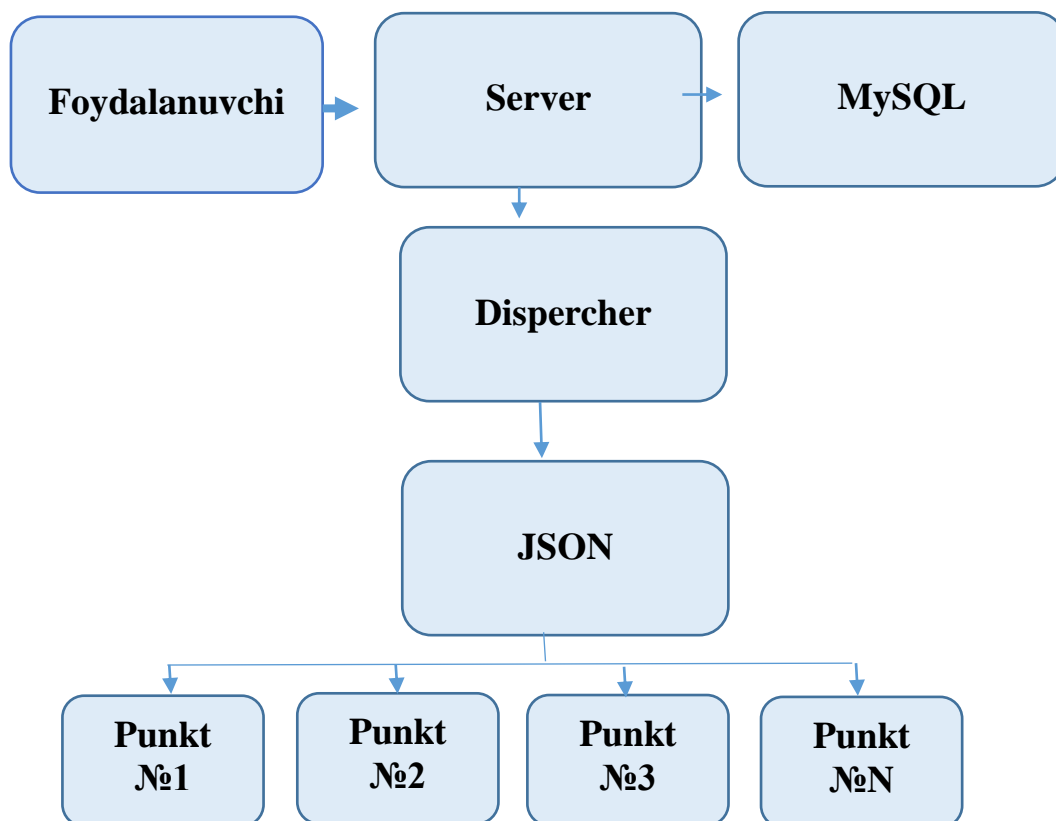 Foydalanuvchi
Server
MySQL
Dispercher
JSON
Punkt
№1
Punkt
№2
Punkt
№3
Punkt
№N